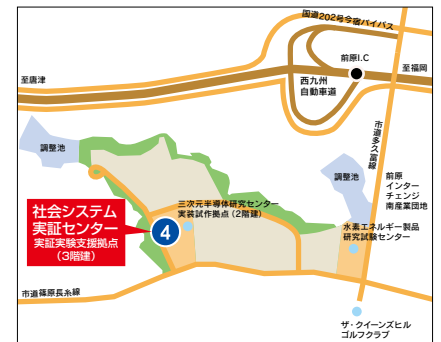 国道202号今宿バイパス
前原I.C
至福岡
至唐津
西九州
自動車道
市道多久冨線
調整池
調整池
前原
インター
チェンジ
南産業団地
三次元半導体研究センター
実装試作拠点(2階建)
社会システム
実証センター
実証実験支援拠点
(3階建)
4
水素エネルギー製品
研究試験センター
市道篠原長糸線
ザ・クイーンズヒル
ゴルフクラブ